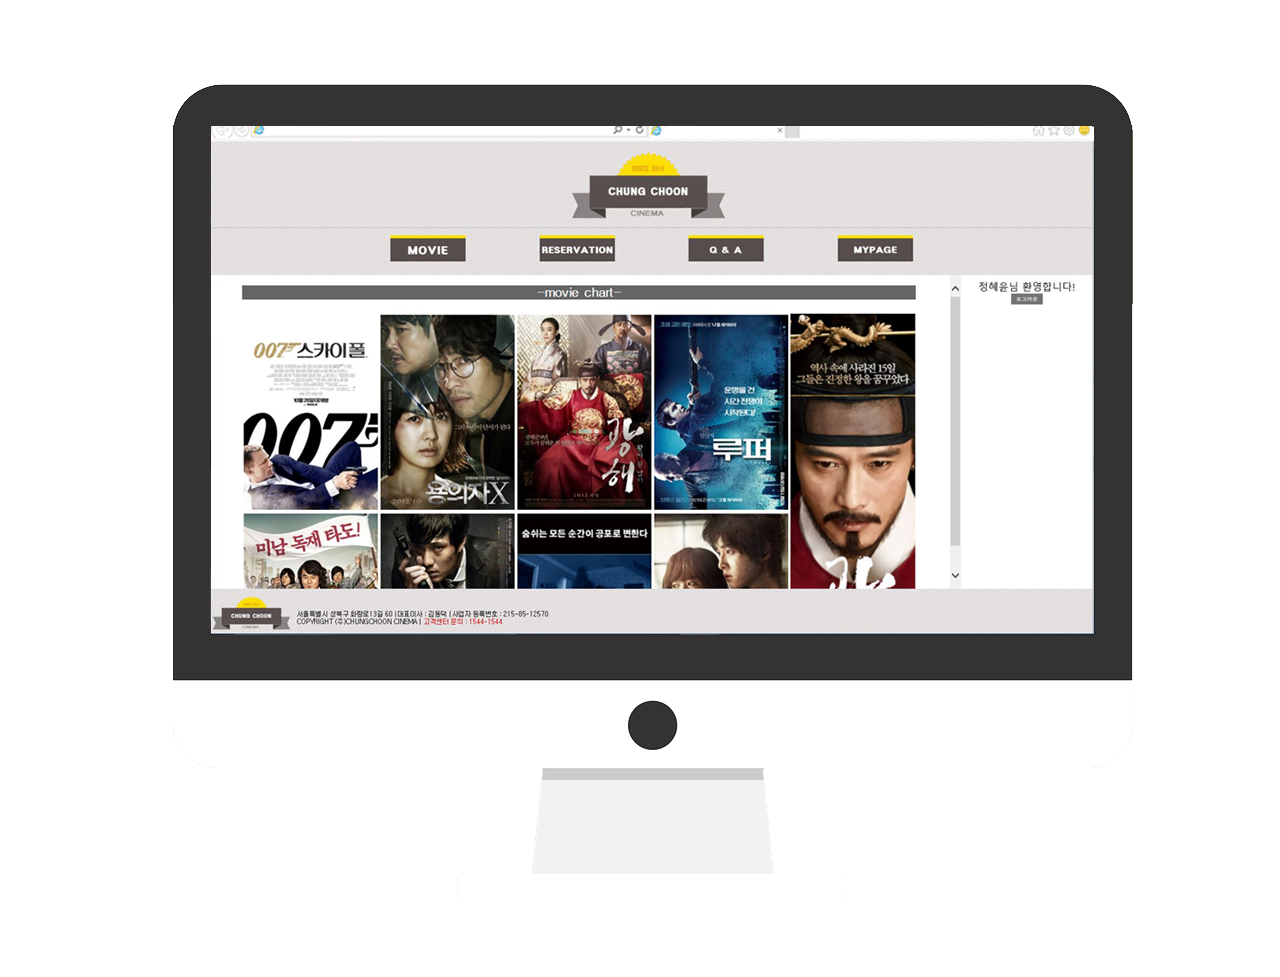 SINCE 2014
CHUNG CHOON
CINEMA
MOVIE
RESERVATION
Q & A
MYPAGE
-movie chart-
정혜윤님 환영합니다!
로그아웃
007 스카이폴
007
용의자X
2012.10
광해
2012.09
운명을 건
시간 전쟁이
시작된다!
루퍼
역사 속에 사라진 15일
그들은 진정한 왕을 꿈꾸었다
미남 독재 타도!
숨쉬는 모든 순간이 공포로 변한다
CHUNG CHOON
CINEMA
서울특별시 성북구 화랑로13길 60 | 대표이사 : 김동덕 | 사업자 등록번호 : 215-85-12570
COPYRIGHT (주)CHUNGCHOON CINEMA | 고객센터 문의 : 1544-1544